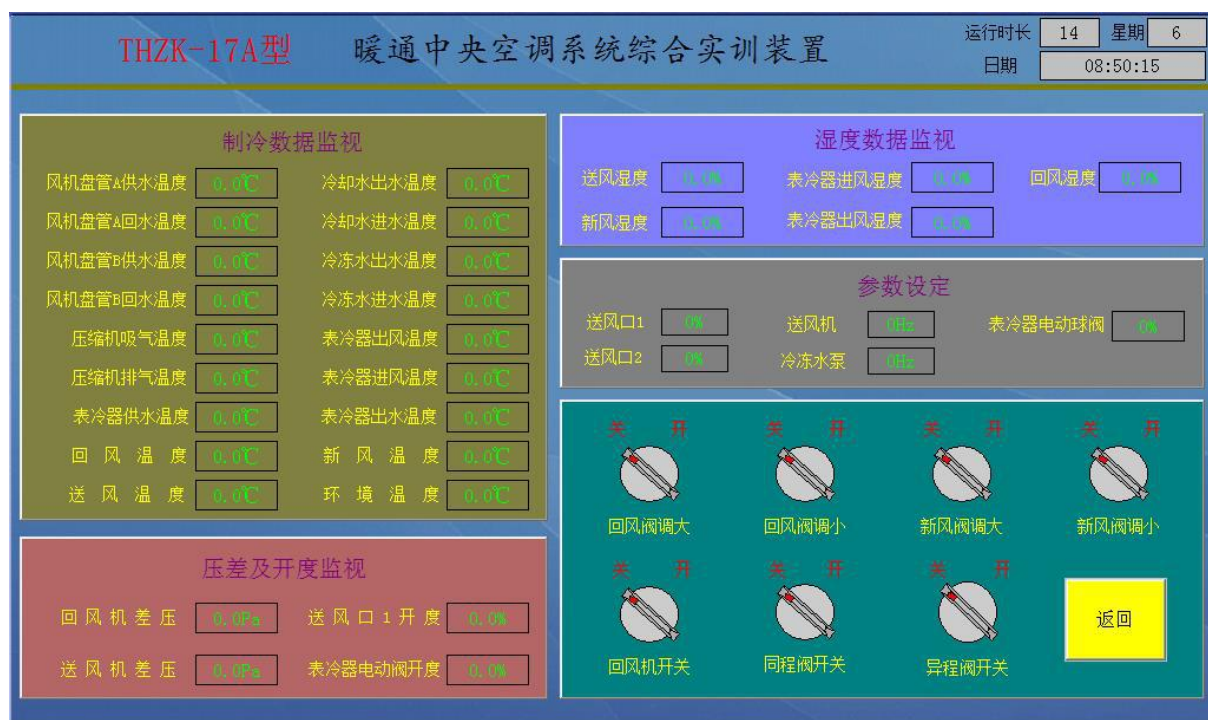 THZK-17A型 暖通中央空调系统综合实训装置
运行时长 14 星期 6
日期 08:50:15
制冷数据监视
风机盘管A供水温度 0.0℃ 冷却水出水温度 0.0℃
风机盘管A回水温度 0.0℃ 冷却水进水温度 0.0℃
风机盘管B供水温度 0.0℃ 冷冻水出水温度 0.0℃
风机盘管B回水温度 0.0℃ 冷冻水进水温度 0.0℃
压缩机吸气温度 0.0℃ 表冷器出风温度 0.0℃
压缩机排气温度 0.0℃ 表冷器进风温度 0.0℃
表冷器供水温度 0.0℃ 表冷器出水温度 0.0℃
回风温度 0.0℃ 新风温度 0.0℃
送风温度 0.0℃ 环境温度 0.0℃
压差及开度监视
回风机差压 0.0Pa 送风口1开度 0.0%
送风机差压 0.0Pa 表冷器电动阀开度 0.0%
湿度数据监视
送风湿度 0.0% 表冷器进风湿度 0.0% 回风湿度 0.0%
新风湿度 0.0% 表冷器出风湿度 0.0%
参数设定
送风口1 0% 送风机 0Hz 表冷器电动球阀 0%
送风口2 0% 冷冻水泵 0Hz
关 开 关 开 关 开 关 开
回风阀调大 回风阀调小 新风阀调大 新风阀调小
关 开 关 开 关 开
回风机开关 同程阀开关 异程阀开关
返回